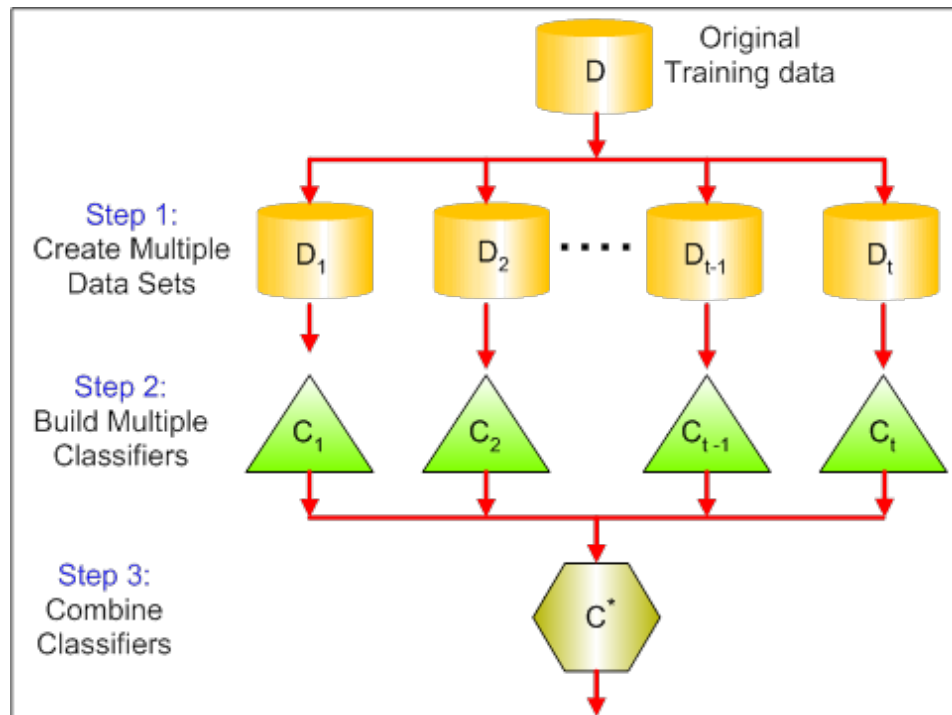 Original
Training data
D
Step 1:
Create Multiple
Data Sets
D1
D2
....
Dt-1
Dt
Step 2:
Build Multiple
Classifiers
C1
C2
Ct-1
Ct
Step 3:
Combine
Classifiers
C*